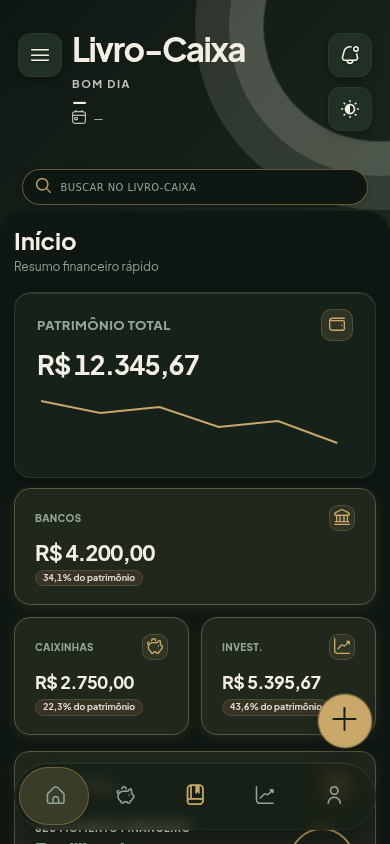 Livro-Caixa
BOM DIA
—
—
BUSCAR NO LIVRO-CAIXA
Início
Resumo financeiro rápido
PATRIMÔNIO TOTAL
R$ 12.345,67
BANCOS
R$ 4.200,00
34,1% do patrimônio
CAIXINHAS
R$ 2.750,00
22,3% do patrimônio
INVEST.
R$ 5.395,67
43,6% do patrimônio